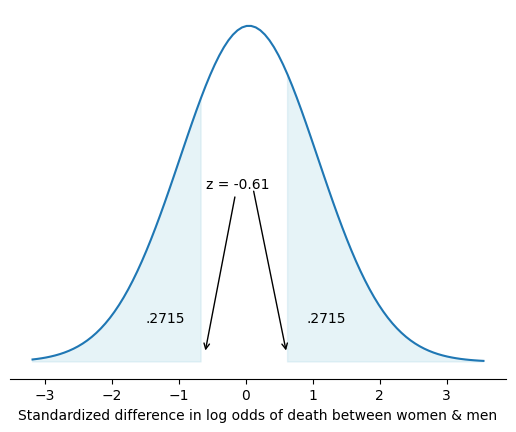 z = -0.61
.2715 .2715
−3 −2 −1 0 1 2 3
Standardized difference in log odds of death between women & men